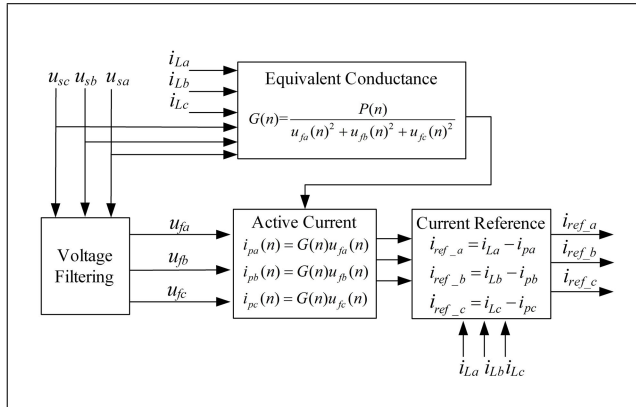 u_sc u_sb u_sa
i_La
i_Lb
i_Lc
Equivalent Conductance
G(n)=P(n)/(u_fa(n)²+u_fb(n)²+u_fc(n)²)
Voltage
Filtering
u_fa
u_fb
u_fc
Active Current
i_pa(n)=G(n)u_fa(n)
i_pb(n)=G(n)u_fb(n)
i_pc(n)=G(n)u_fc(n)
Current Reference
i_ref_a=i_La-i_pa
i_ref_b=i_Lb-i_pb
i_ref_c=i_Lc-i_pc
i_ref_a
i_ref_b
i_ref_c
i_La i_Lb i_Lc